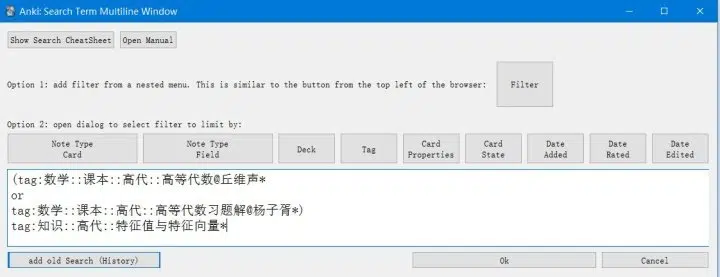 Anki: Search Term Multiline Window
Show Search CheatSheet Open Manual
Option 1: add filter from a nested menu. This is similar to the button from the top left of the browser: Filter
Option 2: open dialog to select filter to limit by:
Note Type Card Note Type Field Deck Tag Card Properties Card State Date Added Date Rated Date Edited
(tag:数学::课本::高代::高等代数@丘维声*
or
tag:数学::课本::高代::高等代数习题解@杨子胥*)
tag:知识::高代::特征值与特征向量*
add old Search (History) Ok Cancel